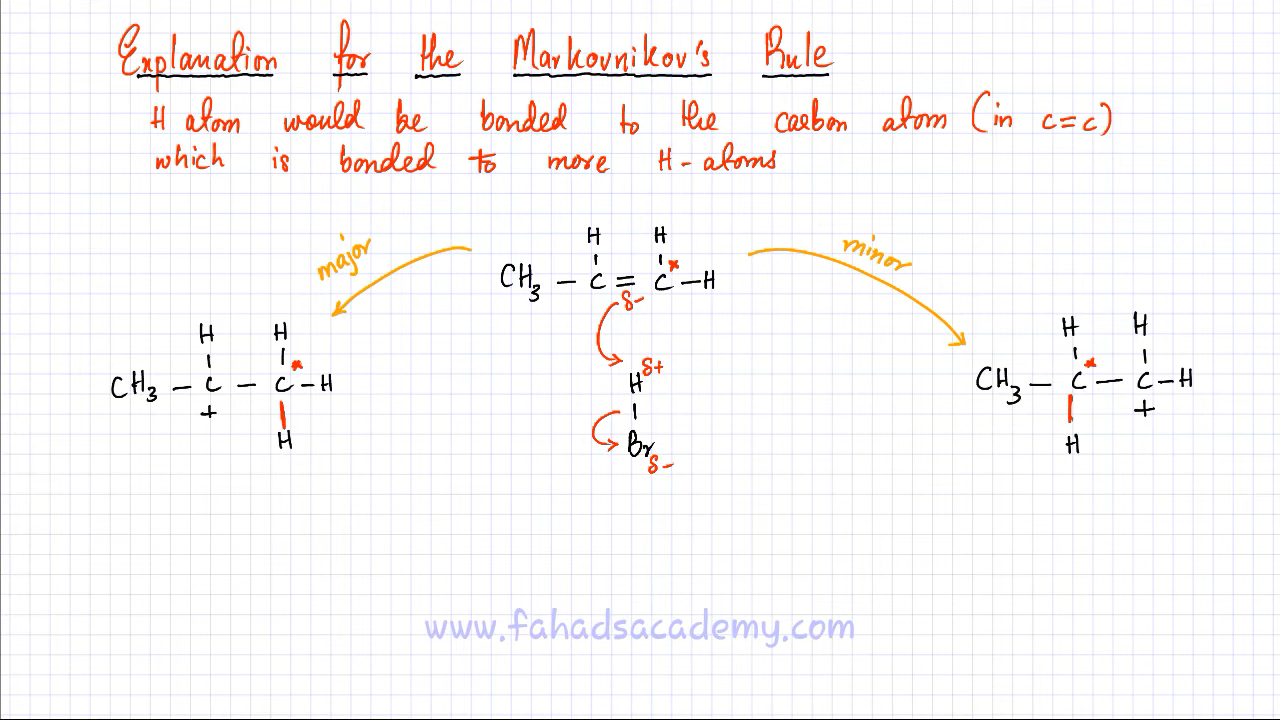 Explanation for the Markovnikov's Rule
H atom would be bonded to the carbon atom (in c=c)
which is bonded to more H-atoms
major
minor
H H
CH3 — C = C* — H
δ-
H δ+
Br δ-
H H
CH3 — C — C* — H
+
H
H H
CH3 — C* — C — H
+
H
www.fahadsacademy.com